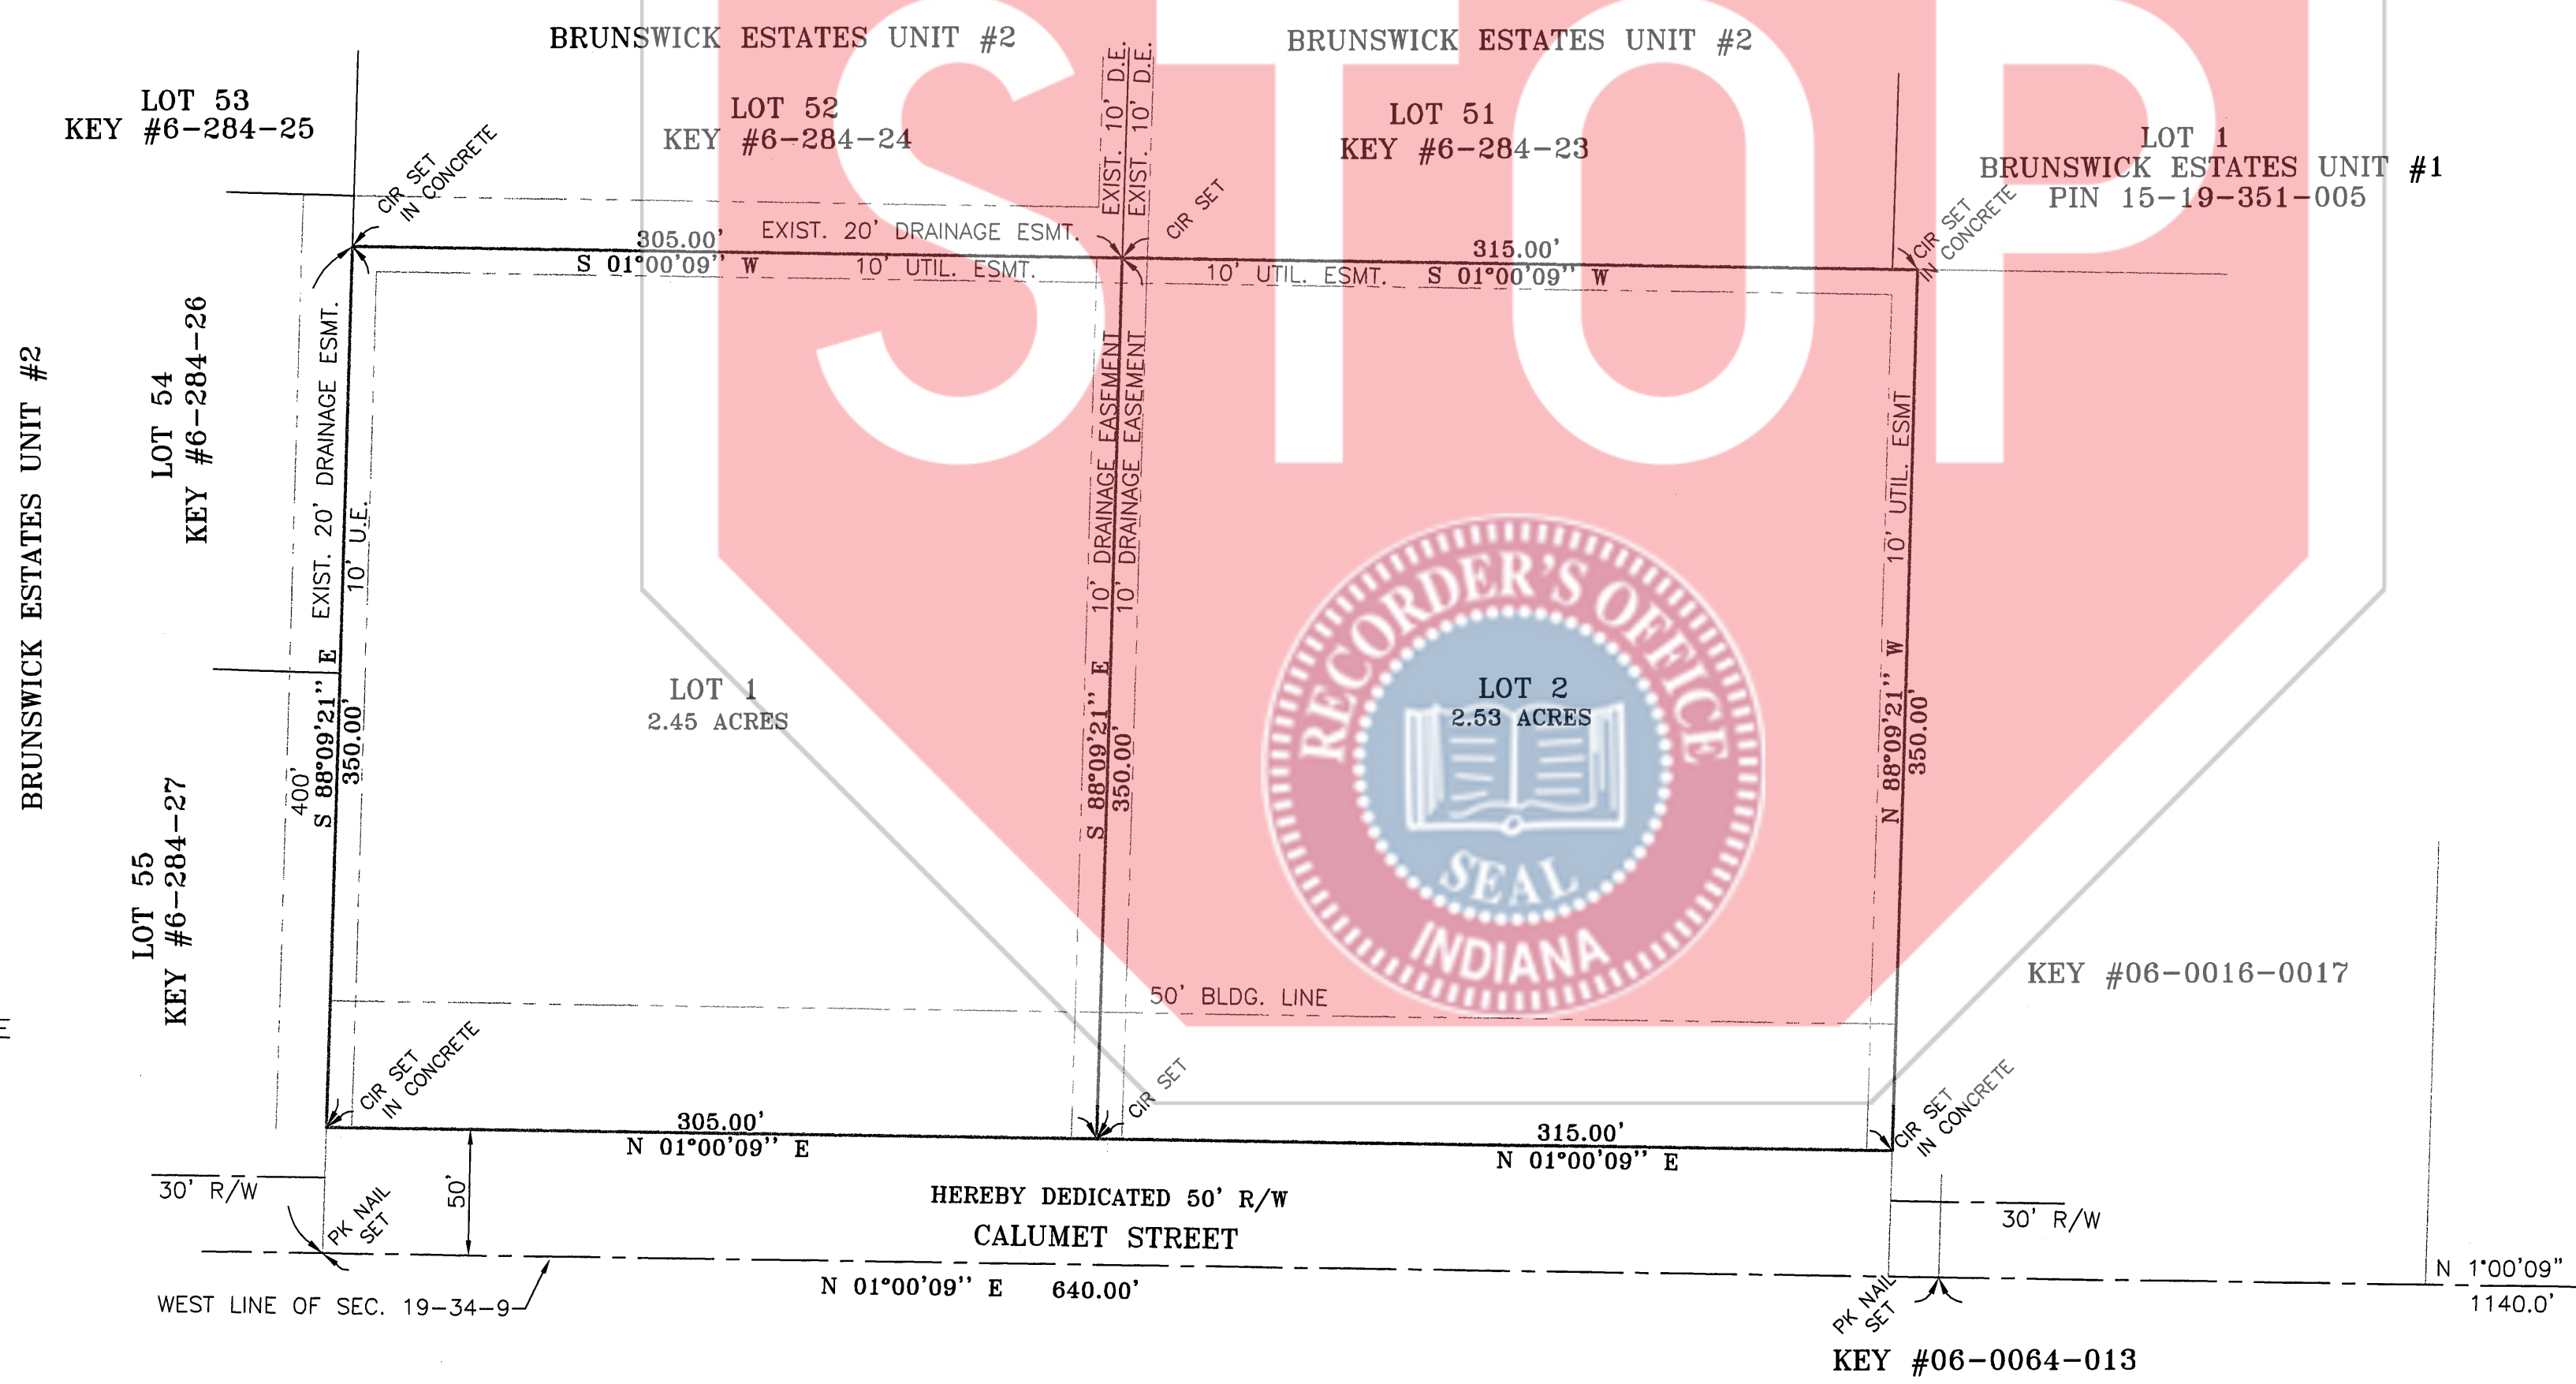 BRUNSWICK ESTATES UNIT #2
BRUNSWICK ESTATES UNIT #2
STOP
LOT 53
KEY #6-284-25
LOT 52
KEY #6-284-24
EXIST. 10' D.E.
EXIST. 10' D.E.
LOT 51
KEY #6-284-23
LOT 1
BRUNSWICK ESTATES UNIT #1
PIN 15-19-351-005
CIR SET
IN CONCRETE
CIR SET
CIR SET
IN CONCRETE
305.00'
EXIST. 20' DRAINAGE ESMT.
S 01°00'09" W
10' UTIL. ESMT.
315.00'
10' UTIL. ESMT.
S 01°00'09" W
BRUNSWICK ESTATES UNIT #2
LOT 54
KEY #6-284-26
LOT 55
KEY #6-284-27
400'
S 88°09'21" E
EXIST. 20' DRAINAGE ESMT.
350.00'
10' U.E.
LOT 1
2.45 ACRES
S 88°09'21" E
10' DRAINAGE EASEMENT
350.00'
10' DRAINAGE EASEMENT
RECORDER'S OFFICE
LOT 2
2.53 ACRES
SEAL
INDIANA
N 88°09'21" W
10' UTIL. ESMT
350.00'
KEY #06-0016-0017
50' BLDG. LINE
CIR SET
IN CONCRETE
CIR SET
CIR SET
IN CONCRETE
305.00'
N 01°00'09" E
315.00'
N 01°00'09" E
30' R/W
PK NAIL
SET
50'
HEREBY DEDICATED 50' R/W
CALUMET STREET
30' R/W
N 01°00'09" E 640.00'
WEST LINE OF SEC. 19-34-9
PK NAIL
SET
N 1°00'09"
1140.0'
KEY #06-0064-013